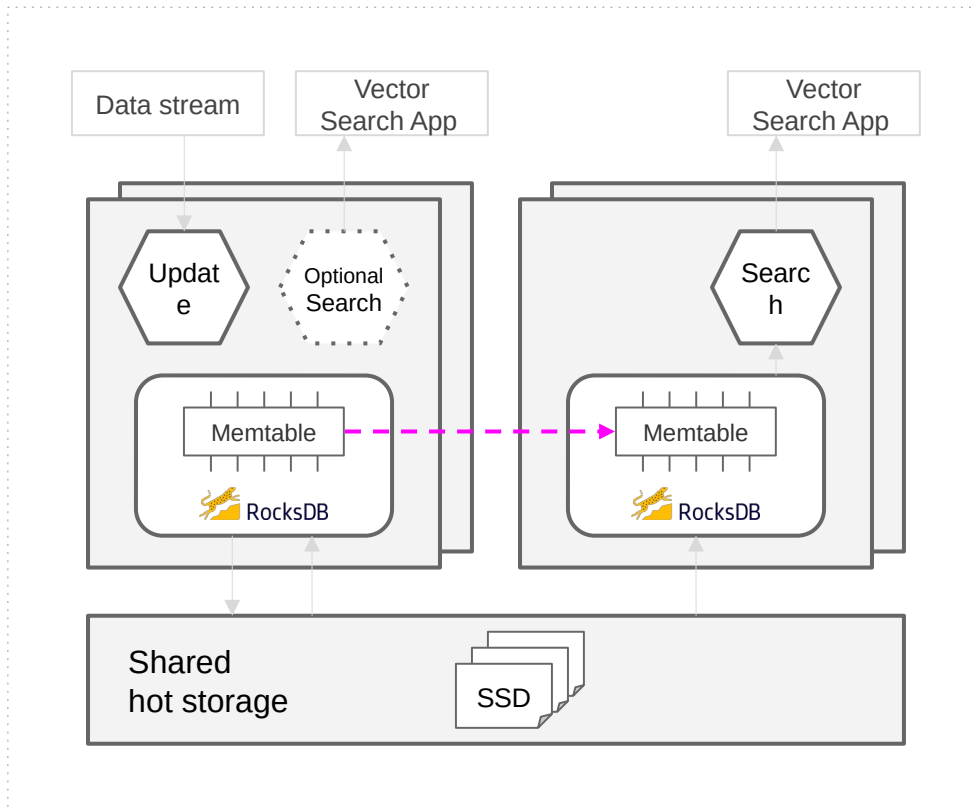 Data stream
Vector
Search App
Vector
Search App
Updat
e
Optional
Search
Searc
h
Memtable
Memtable
RocksDB
RocksDB
Shared
hot storage
SSD